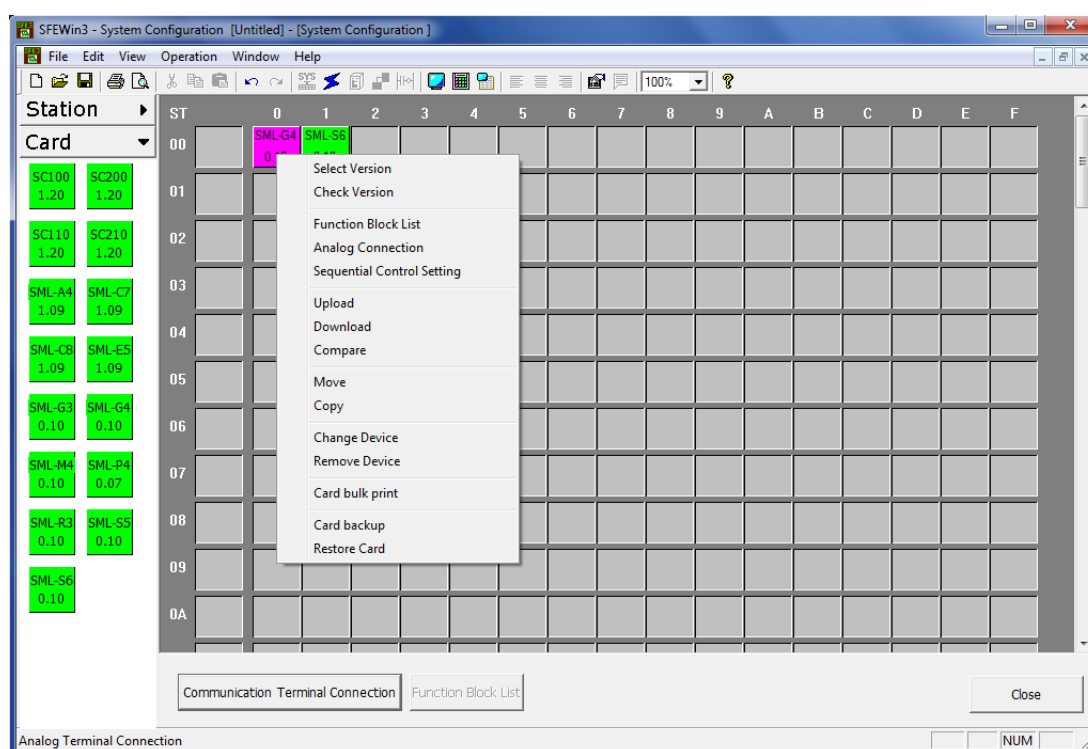 SFEWin3 - System Configuration [Untitled] - [System Configuration ]
File Edit View Operation Window Help
SYS 100%
Station ST 0 1 2 3 4 5 6 7 8 9 A B C D E F
Card 00 SML-G4 SML-S6
SC100 SC200
1.20 1.20
SC110 SC210
1.20 1.20
SML-A4 SML-C7
1.09 1.09
SML-C8 SML-E5
1.09 1.09
SML-G3 SML-G4
0.10 0.10
SML-M4 SML-P4
0.10 0.07
SML-R3 SML-S5
0.10 0.10
SML-S6
0.10
01
02
03
04
05
06
07
08
09
0A
Select Version
Check Version
Function Block List
Analog Connection
Sequential Control Setting
Upload
Download
Compare
Move
Copy
Change Device
Remove Device
Card bulk print
Card backup
Restore Card
Communication Terminal Connection Function Block List Close
Analog Terminal Connection NUM